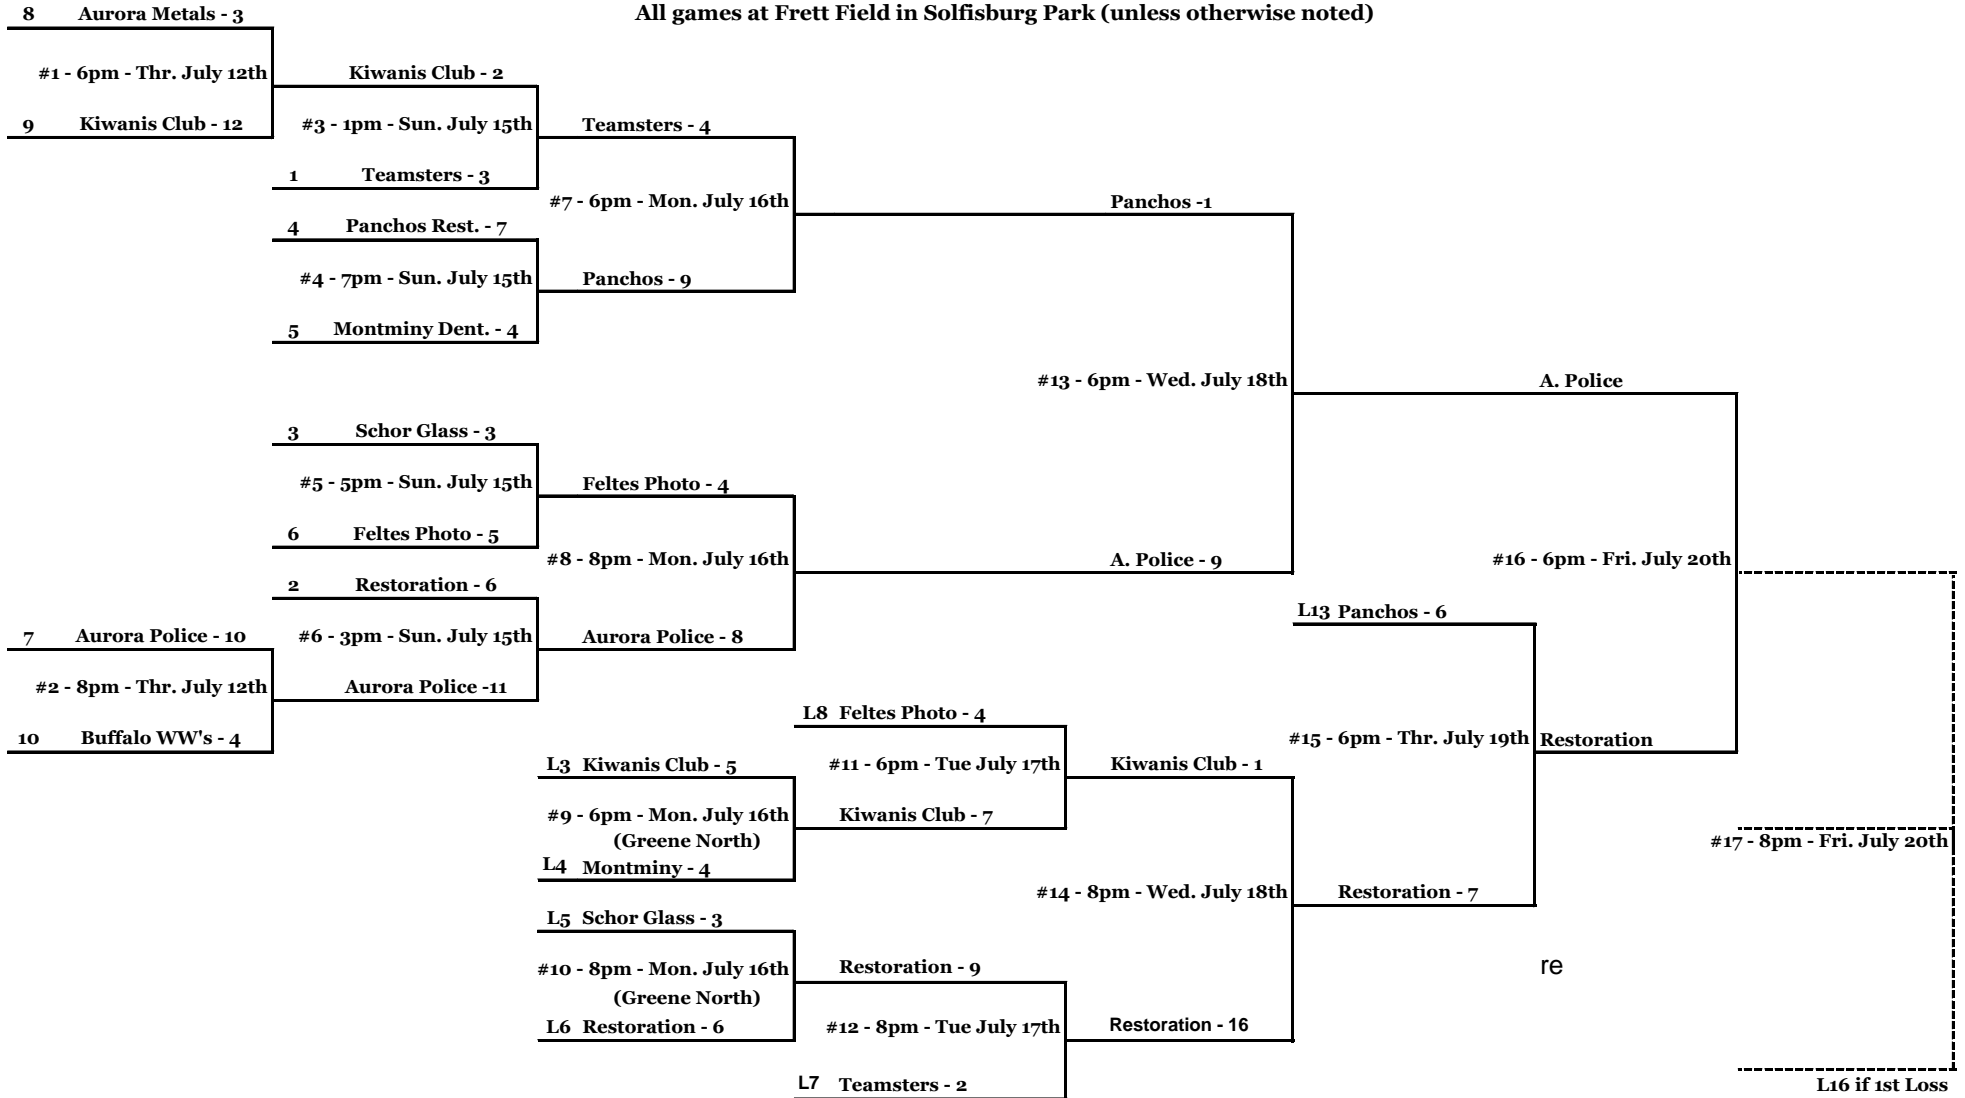 All games at Frett Field in Solfisburg Park (unless otherwise noted)
8 Aurora Metals - 3
#1 - 6pm - Thr. July 12th
9 Kiwanis Club - 12
Kiwanis Club - 2
#3 - 1pm - Sun. July 15th
1 Teamsters - 3
Teamsters - 4
#7 - 6pm - Mon. July 16th
4 Panchos Rest. - 7
#4 - 7pm - Sun. July 15th
5 Montminy Dent. - 4
Panchos - 9
Panchos -1
#13 - 6pm - Wed. July 18th
A. Police
3 Schor Glass - 3
#5 - 5pm - Sun. July 15th
6 Feltes Photo - 5
Feltes Photo - 4
#8 - 8pm - Mon. July 16th
A. Police - 9
#16 - 6pm - Fri. July 20th
2 Restoration - 6
#6 - 3pm - Sun. July 15th
Aurora Police - 8
7 Aurora Police - 10
#2 - 8pm - Thr. July 12th
10 Buffalo WW's - 4
Aurora Police -11
L13 Panchos - 6
#15 - 6pm - Thr. July 19th
Restoration
L8 Feltes Photo - 4
#11 - 6pm - Tue July 17th
Kiwanis Club - 7
Kiwanis Club - 1
L3 Kiwanis Club - 5
#9 - 6pm - Mon. July 16th
(Greene North)
L4 Montminy - 4
#17 - 8pm - Fri. July 20th
#14 - 8pm - Wed. July 18th
Restoration - 7
L5 Schor Glass - 3
#10 - 8pm - Mon. July 16th
(Greene North)
L6 Restoration - 6
Restoration - 9
#12 - 8pm - Tue July 17th
L7 Teamsters - 2
Restoration - 16
re
L16 if 1st Loss